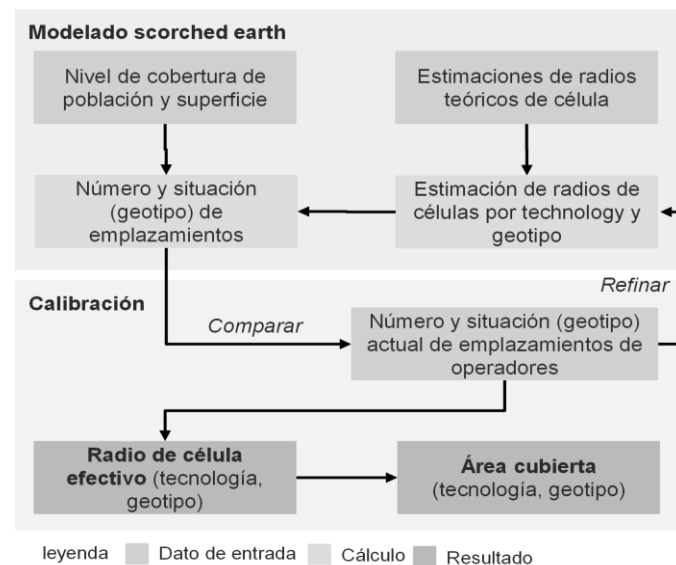 Modelado scorched earth
Nivel de cobertura de
población y superficie
Estimaciones de radios
teóricos de célula
Número y situación
(geotipo) de
emplazamientos
Estimación de radios de
células por technology y
geotipo
Calibración
Refinar
Comparar
Número y situación (geotipo)
actual de emplazamientos de
operadores
Radio de célula
efectivo (tecnología,
geotipo)
Área cubierta
(tecnología, geotipo)
leyenda Dato de entrada Cálculo Resultado